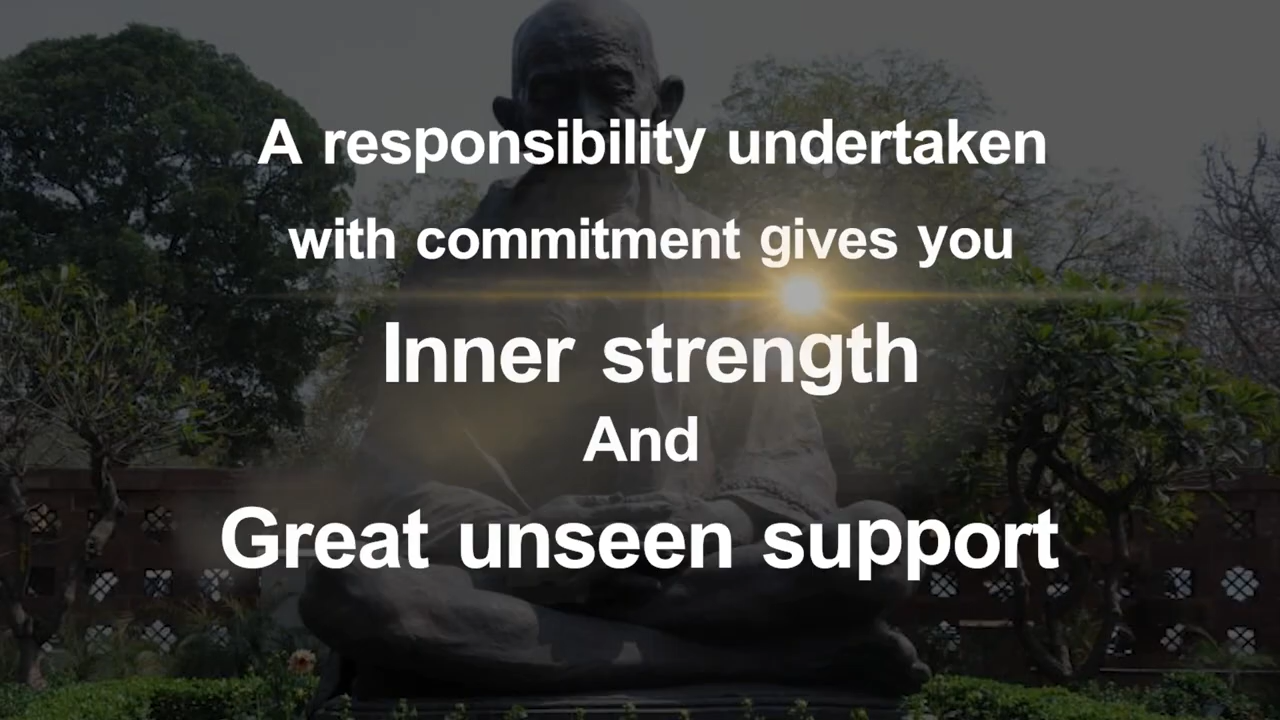 A responsibility undertaken
with commitment gives you
Inner strength
And
Great unseen support